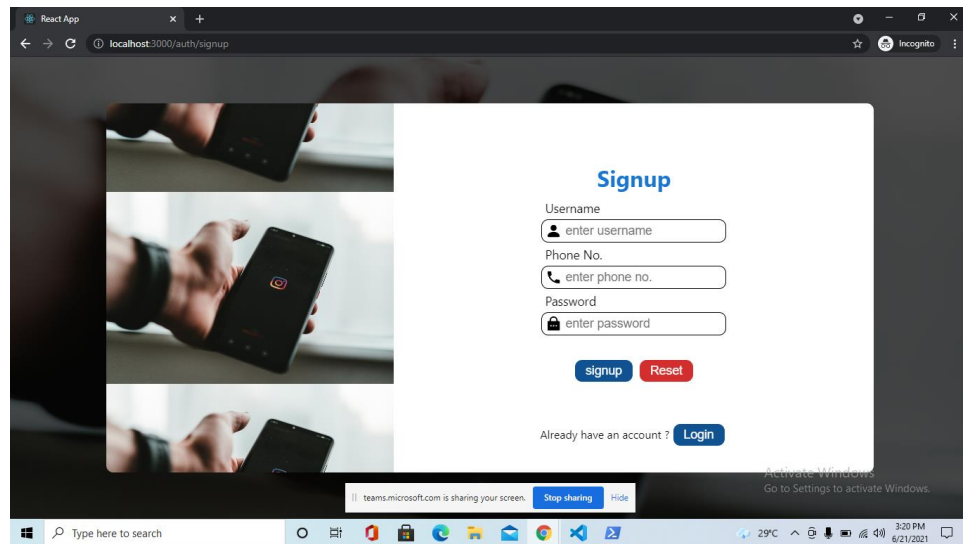 React App
localhost:3000/auth/signup
Incognito
Signup
Username
enter username
Phone No.
enter phone no.
Password
enter password
signup Reset
Already have an account ? Login
Activate Windows
Go to Settings to activate Windows.
teams.microsoft.com is sharing your screen. Stop sharing Hide
Type here to search
29°C
3:20 PM
6/21/2021